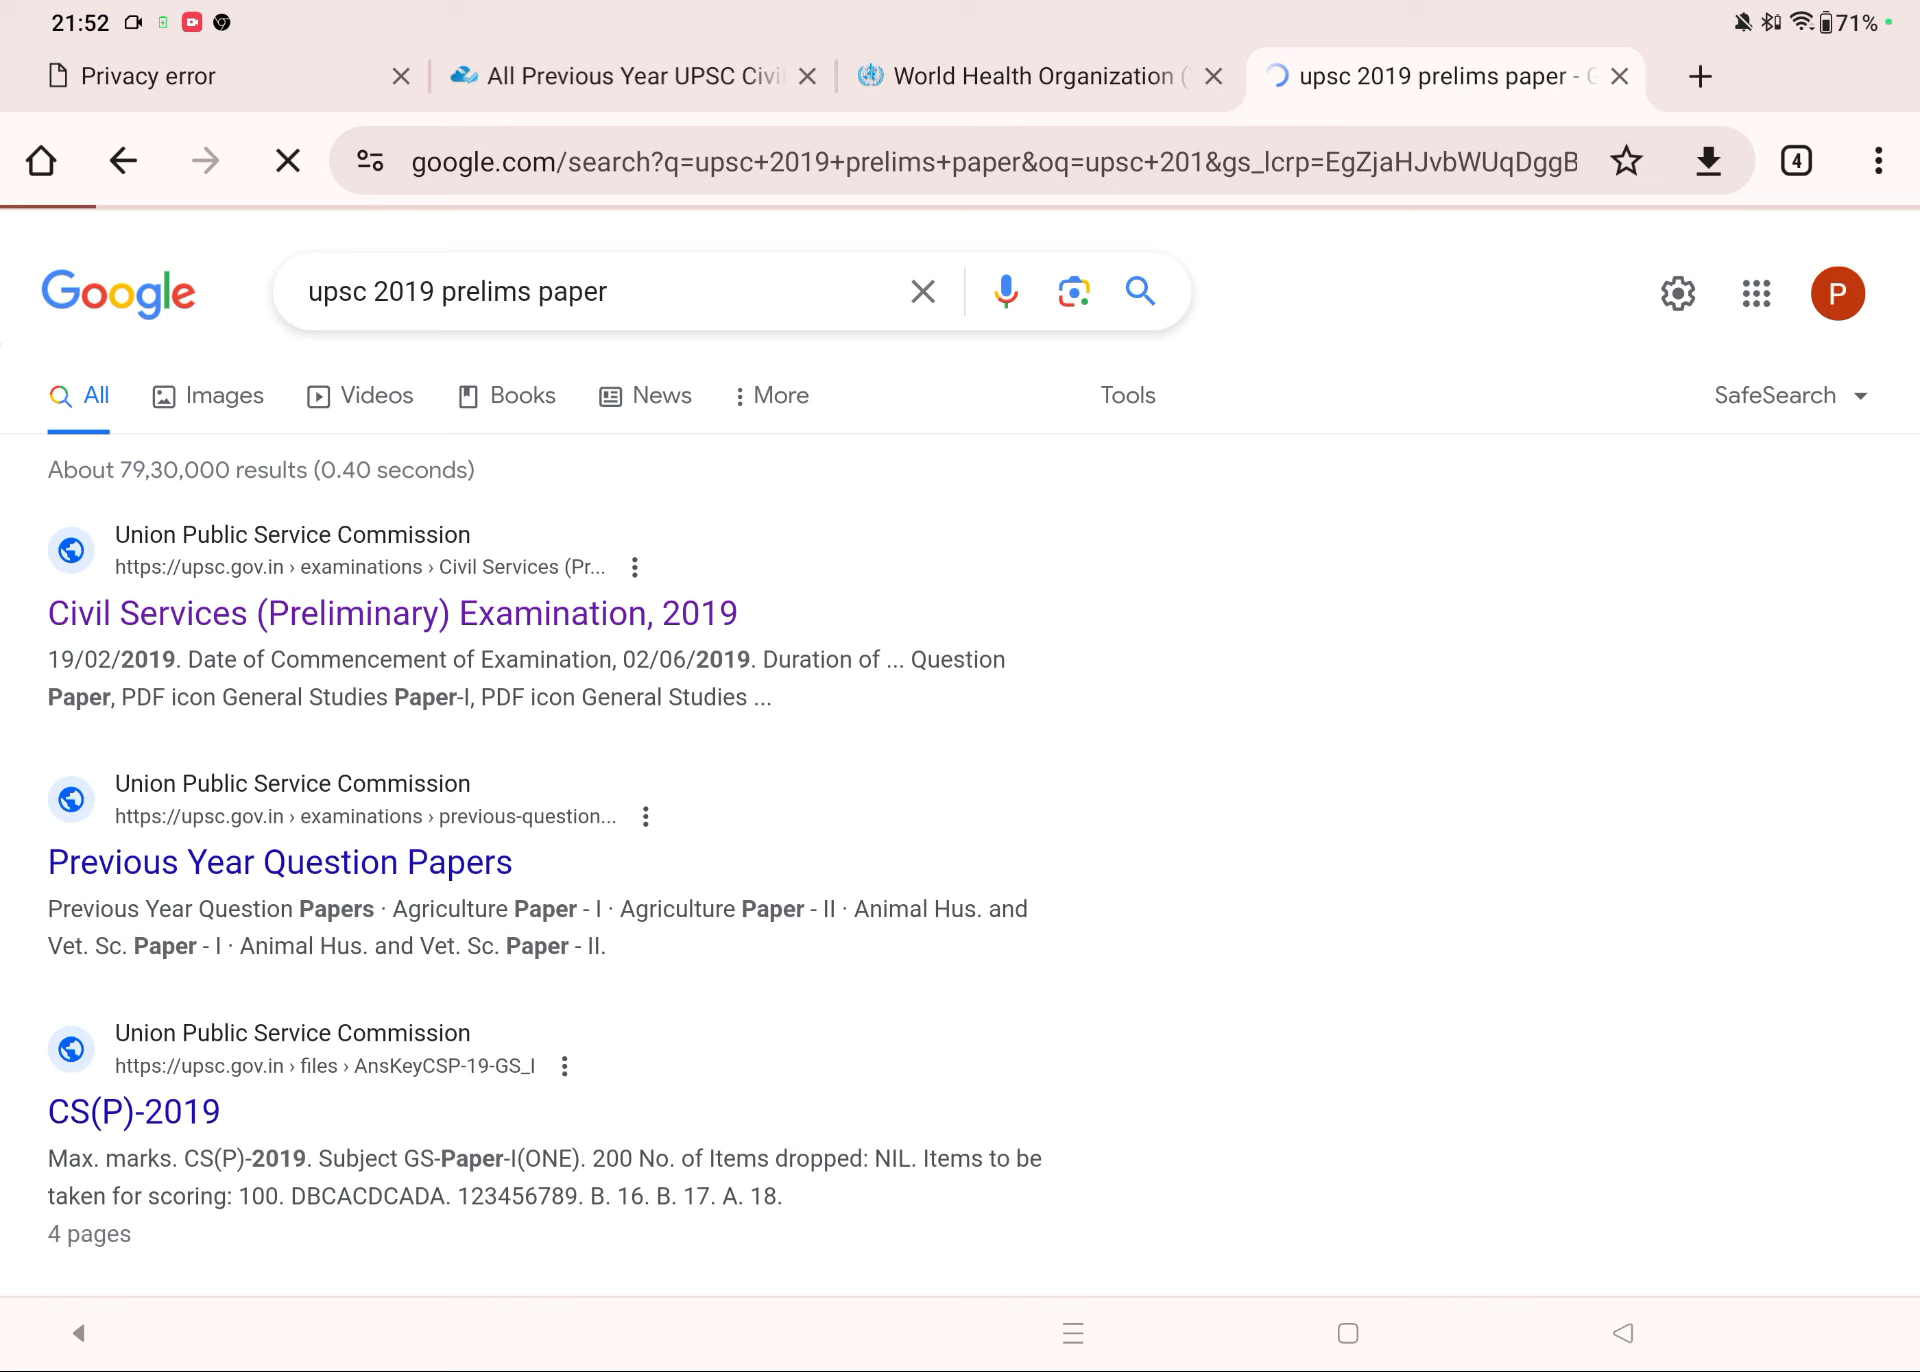 21:52
71%
Privacy error
All Previous Year UPSC Civi
World Health Organization (
upsc 2019 prelims paper - G
google.com/search?q=upsc+2019+prelims+paper&oq=upsc+201&gs_lcrp=EgZjaHJvbWUqDggB
4
Google
upsc 2019 prelims paper
P
All
Images
Videos
Books
News
More
Tools
SafeSearch
About 79,30,000 results (0.40 seconds)
Union Public Service Commission
https://upsc.gov.in › examinations › Civil Services (Pr...
Civil Services (Preliminary) Examination, 2019
19/02/2019. Date of Commencement of Examination, 02/06/2019. Duration of ... Question
Paper, PDF icon General Studies Paper-I, PDF icon General Studies ...
Union Public Service Commission
https://upsc.gov.in › examinations › previous-question...
Previous Year Question Papers
Previous Year Question Papers · Agriculture Paper - I · Agriculture Paper - II · Animal Hus. and
Vet. Sc. Paper - I · Animal Hus. and Vet. Sc. Paper - II.
Union Public Service Commission
https://upsc.gov.in › files › AnsKeyCSP-19-GS_I
CS(P)-2019
Max. marks. CS(P)-2019. Subject GS-Paper-I(ONE). 200 No. of Items dropped: NIL. Items to be
taken for scoring: 100. DBCACDCADA. 123456789. B. 16. B. 17. A. 18.
4 pages